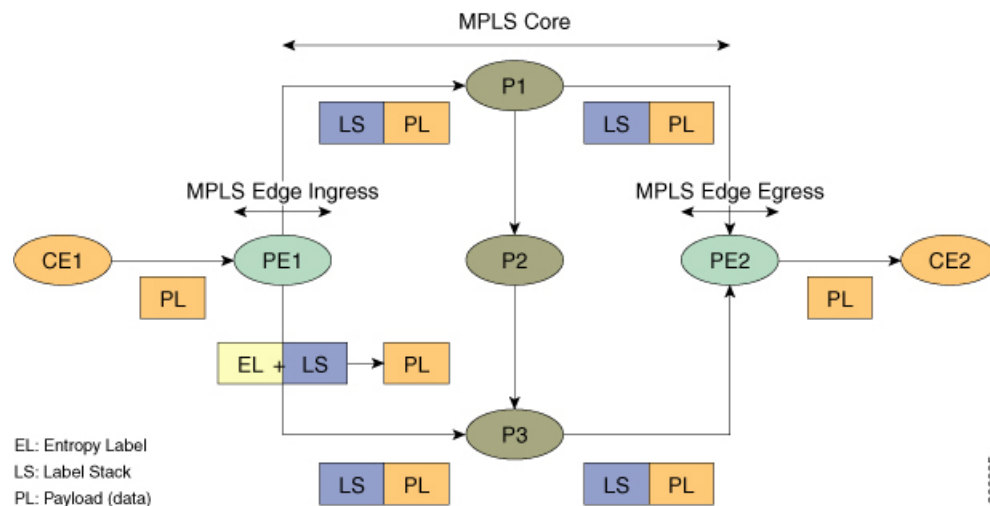 MPLS Core
P1
LS PL
LS PL
MPLS Edge Ingress
MPLS Edge Egress
CE1
PE1
P2
PE2
CE2
PL
PL
EL + LS
PL
P3
EL: Entropy Label
LS: Label Stack
PL: Payload (data)
LS PL
LS PL